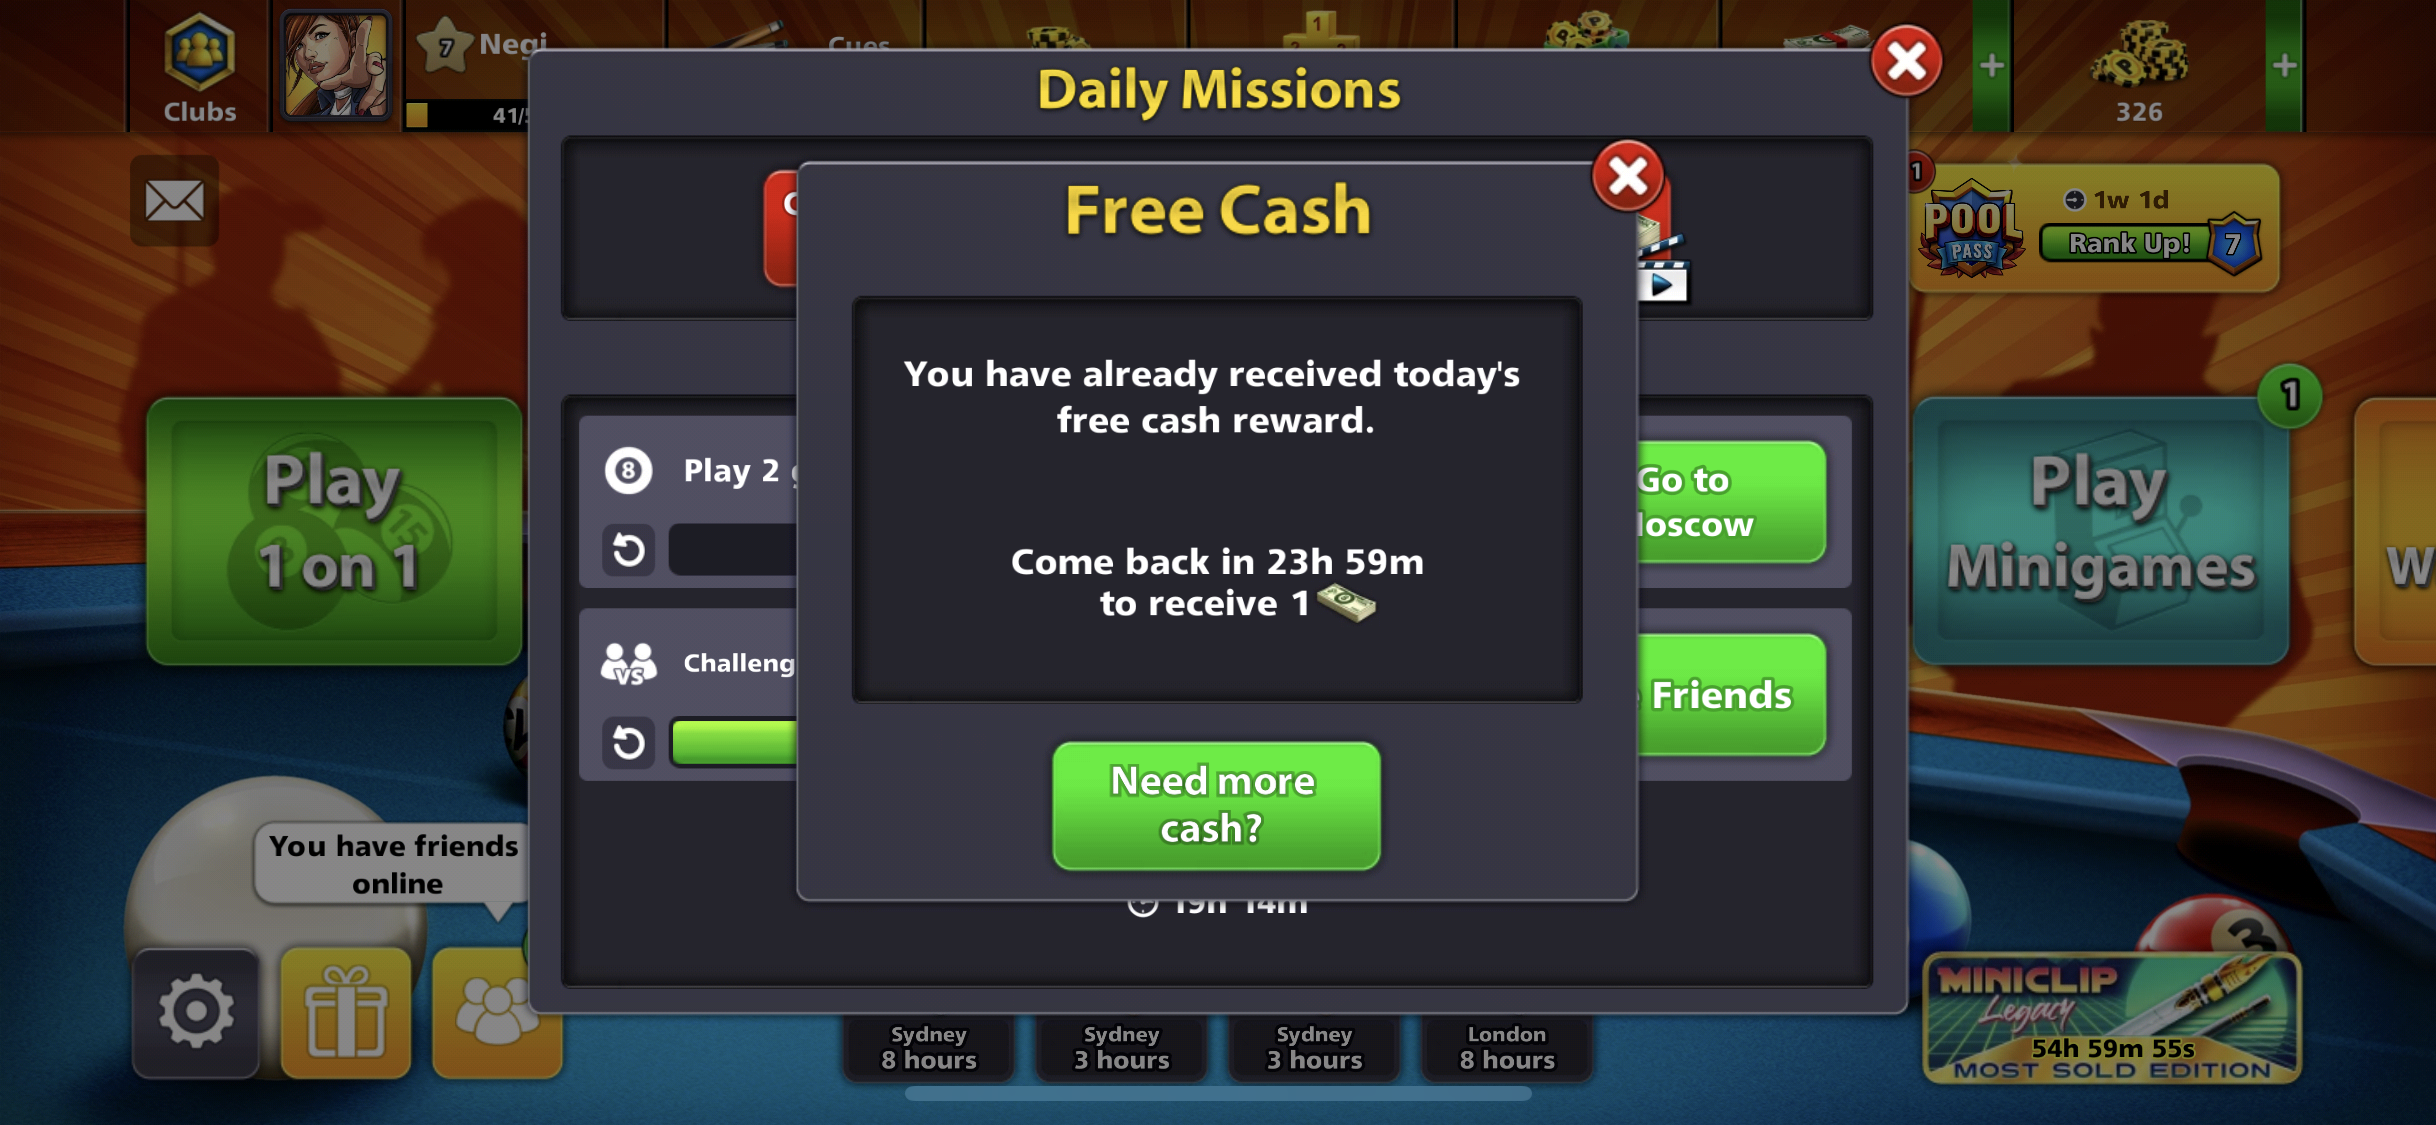 Clubs
7
Negi
41/
Cues
1
326
Daily Missions
Free Cash
You have already received today's
free cash reward.
Come back in 23h 59m
to receive 1
Need more
cash?
1
POOL
PASS
1w 1d
Rank Up!
7
Play
1 on 1
15
8
Play 2
Go to
VS
Friends
1
Play
Minigames
You have friends
online
19h 14m
Sydney
8 hours
Sydney
3 hours
Sydney
3 hours
London
8 hours
3
MINICLIP
Legacy
54h 59m 55s
MOST SOLD EDITION